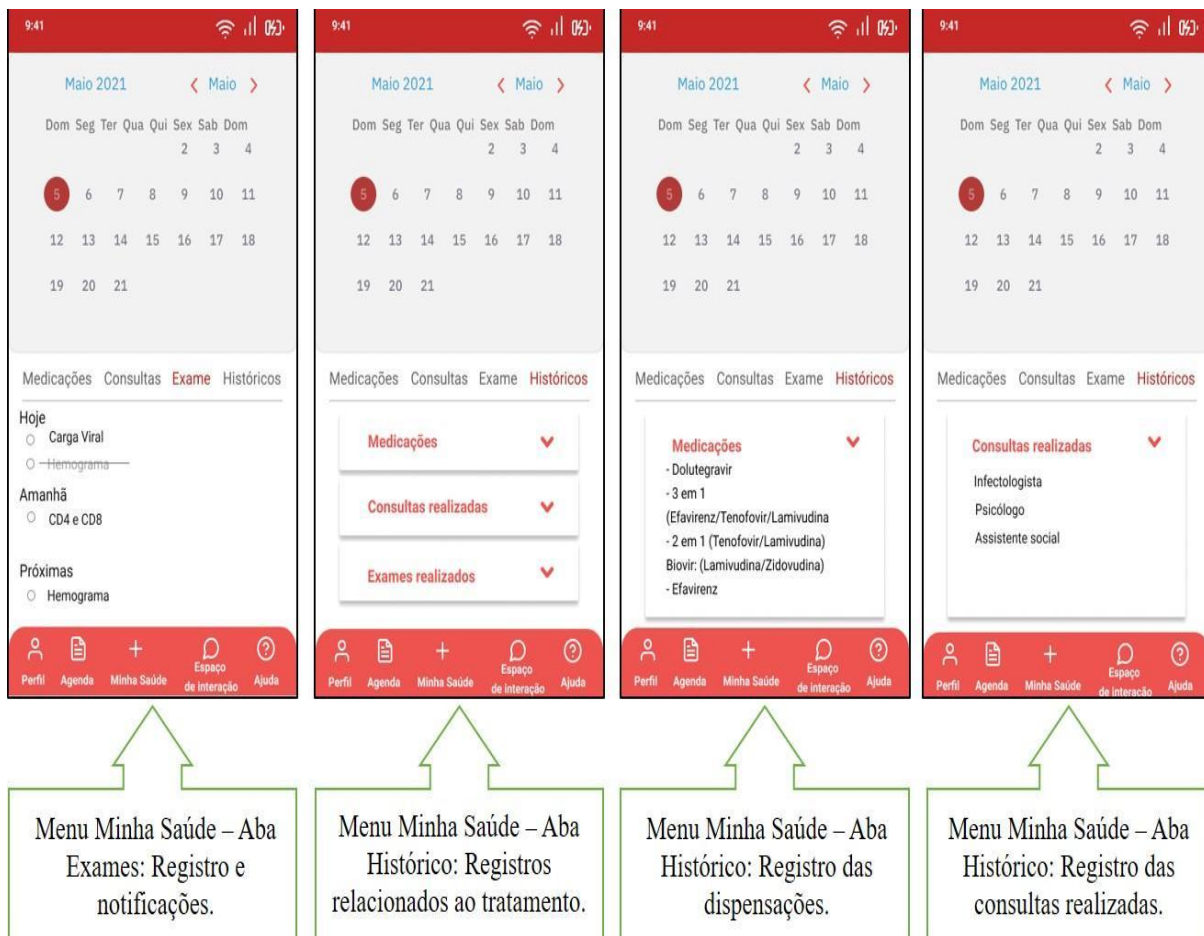 9:41
Maio 2021 < Maio >
Dom Seg Ter Qua Qui Sex Sab Dom
2 3 4
5 6 7 8 9 10 11
12 13 14 15 16 17 18
19 20 21
Medicações Consultas Exame Históricos
Hoje
Carga Viral
Hemograma
Amanhã
CD4 e CD8
Próximas
Hemograma
Perfil Agenda Minha Saúde Espaço de interação Ajuda
Menu Minha Saúde – Aba
Exames: Registro e
notificações.
9:41
Maio 2021 < Maio >
Dom Seg Ter Qua Qui Sex Sab Dom
2 3 4
5 6 7 8 9 10 11
12 13 14 15 16 17 18
19 20 21
Medicações Consultas Exame Históricos
Medicações
Consultas realizadas
Exames realizados
Perfil Agenda Minha Saúde Espaço de interação Ajuda
Menu Minha Saúde – Aba
Histórico: Registros
relacionados ao tratamento.
9:41
Maio 2021 < Maio >
Dom Seg Ter Qua Qui Sex Sab Dom
2 3 4
5 6 7 8 9 10 11
12 13 14 15 16 17 18
19 20 21
Medicações Consultas Exame Históricos
Medicações
- Dolutegravir
- 3 em 1
(Efavirenz/Tenofovir/Lamivudina
- 2 em 1 (Tenofovir/Lamivudina)
Biovir: (Lamivudina/Zidovudina)
- Efavirenz
Perfil Agenda Minha Saúde Espaço de interação Ajuda
Menu Minha Saúde – Aba
Histórico: Registro das
dispensações.
9:41
Maio 2021 < Maio >
Dom Seg Ter Qua Qui Sex Sab Dom
2 3 4
5 6 7 8 9 10 11
12 13 14 15 16 17 18
19 20 21
Medicações Consultas Exame Históricos
Consultas realizadas
Infectologista
Psicólogo
Assistente social
Perfil Agenda Minha Saúde Espaço de interação Ajuda
Menu Minha Saúde – Aba
Histórico: Registro das
consultas realizadas.